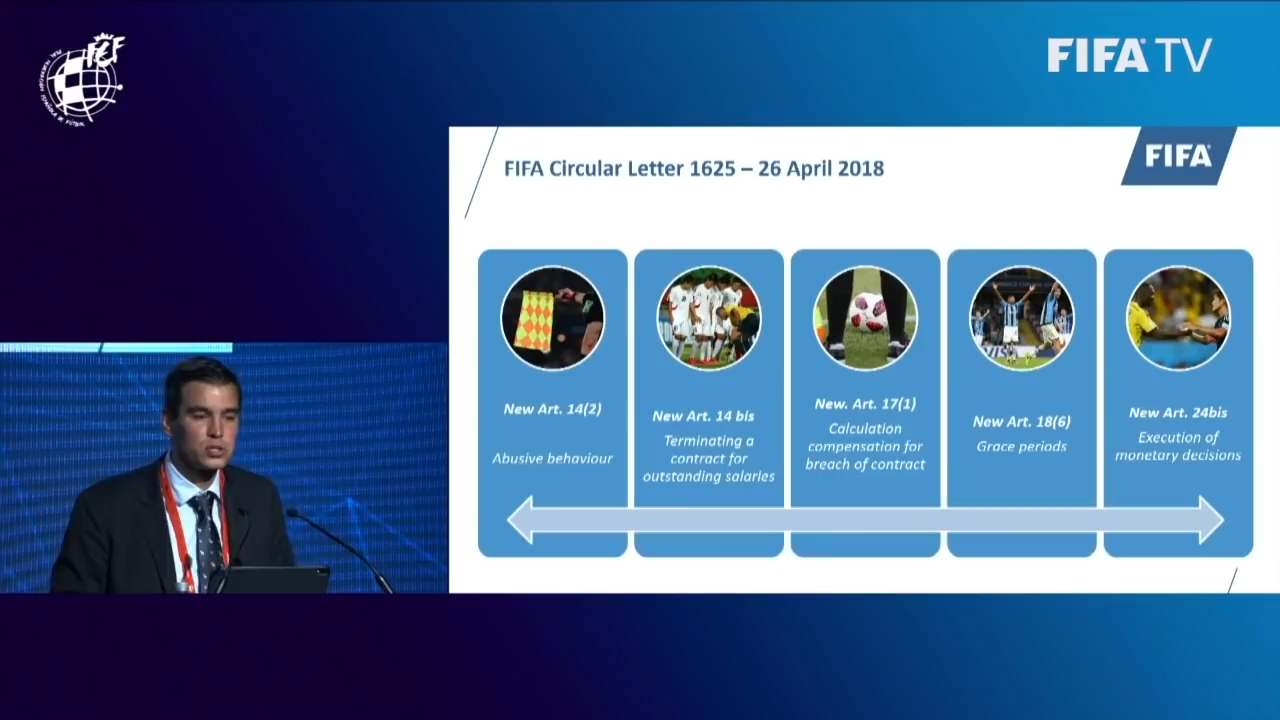 RFEF
FIFA TV
FIFA
FIFA Circular Letter 1625 – 26 April 2018
New Art. 14(2)
Abusive behaviour
New Art. 14 bis
Terminating a
contract for
outstanding salaries
New. Art. 17(1)
Calculation
compensation for
breach of contract
New Art. 18(6)
Grace periods
New Art. 24bis
Execution of
monetary decisions
VISA